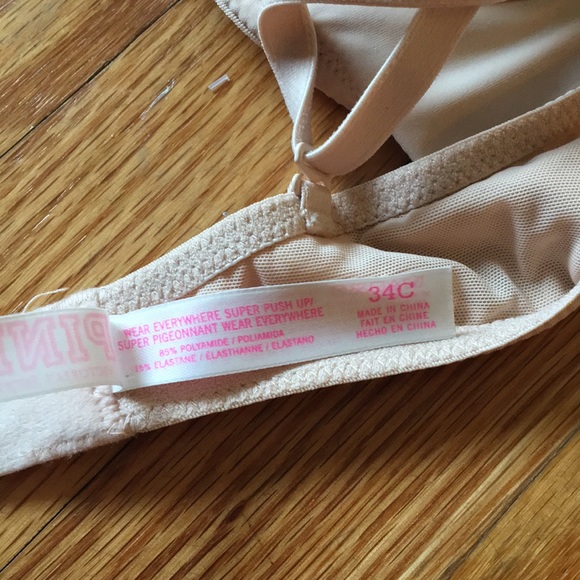 PINK
WEAR EVERYWHERE SUPER PUSH UP/
SUPER PIGEONNANT WEAR EVERYWHERE
85% POLYAMIDE / POLIAMIDA
15% ELASTANE / ELASTHANNE / ELASTANO
34C
MADE IN CHINA
FAIT EN CHINE
HECHO EN CHINA